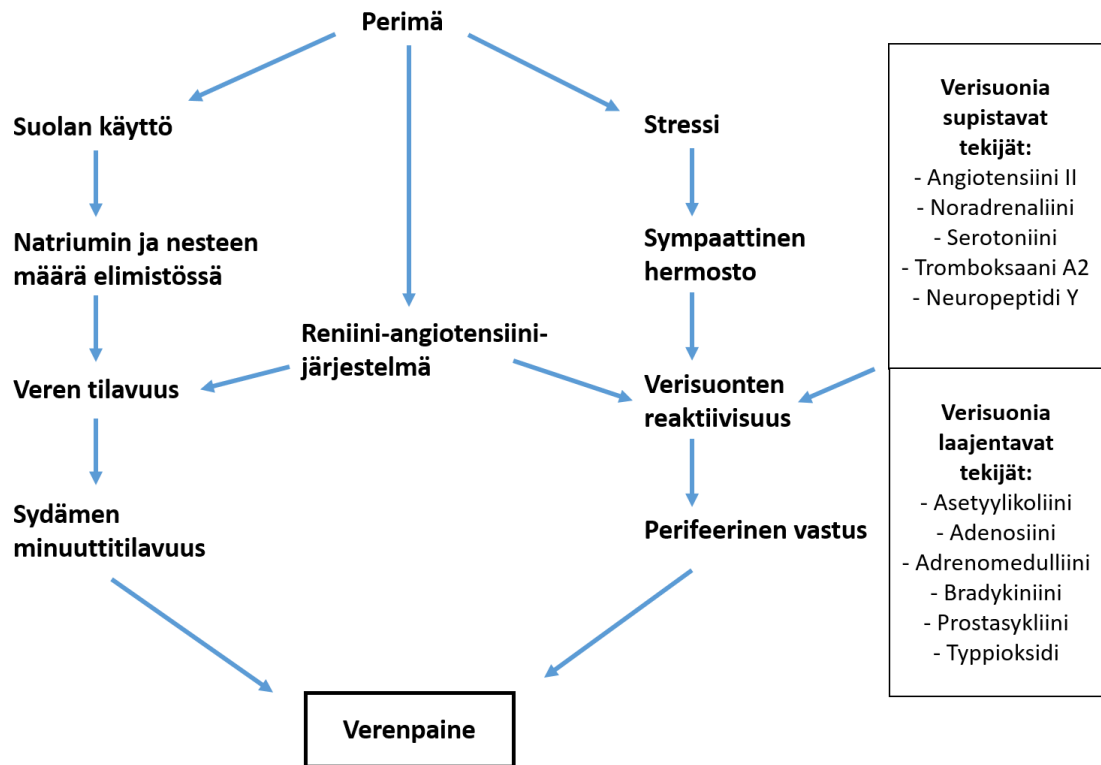 Perimä
Suolan käyttö
Stressi
Natriumin ja nesteen
määrä elimistössä
Sympaattinen
hermosto
Reniini-angiotensiini-
järjestelmä
Veren tilavuus
Verisuonten
reaktiivisuus
Sydämen
minuuttitilavuus
Perifeerinen vastus
Verenpaine
Verisuonia
supistavat
tekijät:
- Angiotensiini II
- Noradrenaliini
- Serotoniini
- Tromboksaani A2
- Neuropeptidi Y
Verisuonia
laajentavat
tekijät:
- Asetyylikoliini
- Adenosiini
- Adrenomedulliini
- Bradykiniini
- Prostasykliini
- Typpioksidi